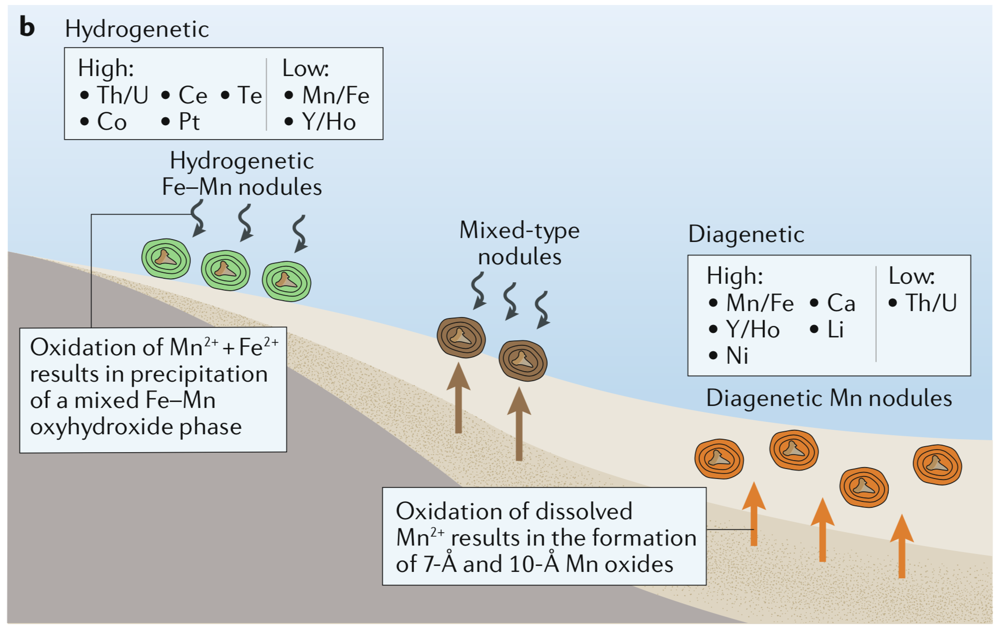 b Hydrogenetic
High: Low:
• Th/U • Ce • Te • Mn/Fe
• Co • Pt • Y/Ho
Hydrogenetic
Fe–Mn nodules
Mixed-type
nodules
Diagenetic
High: Low:
• Mn/Fe • Ca • Th/U
• Y/Ho • Li
• Ni
Oxidation of Mn²⁺ + Fe²⁺
results in precipitation
of a mixed Fe–Mn
oxyhydroxide phase
Diagenetic Mn nodules
Oxidation of dissolved
Mn²⁺ results in the formation
of 7-Å and 10-Å Mn oxides